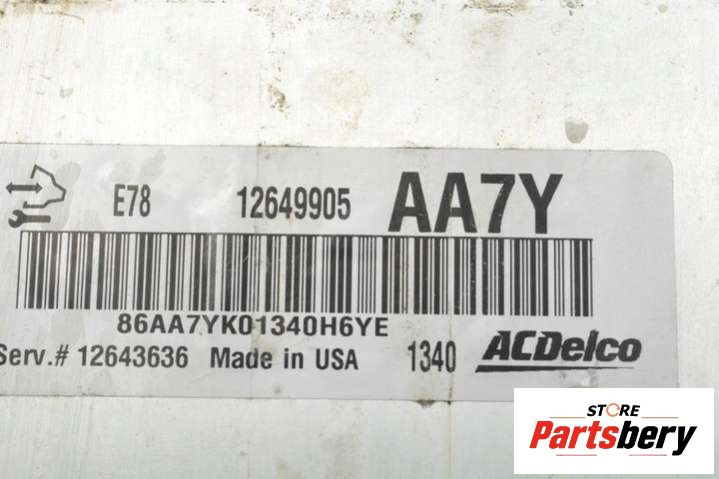 E78 12649905 AA7Y
86AA7YK01340H6YE
Serv.# 12643636 Made in USA 1340 ACDelco
STORE
Partsbery